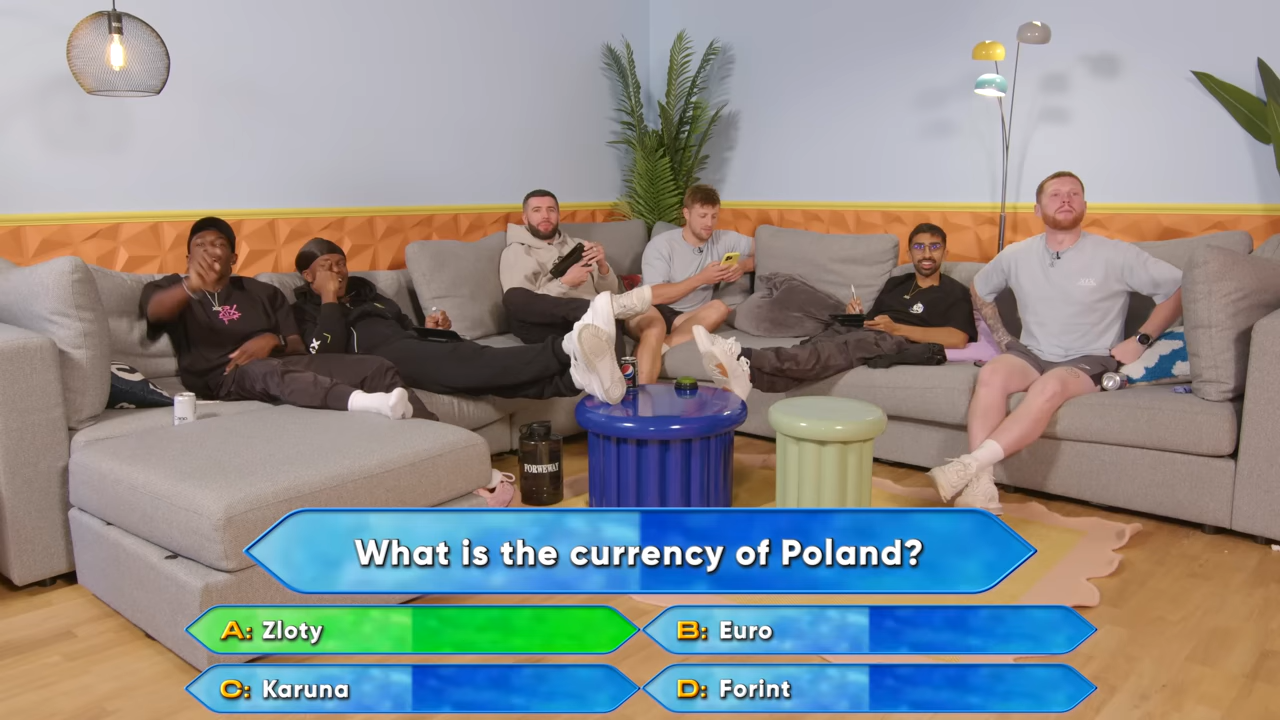 FORWEWAY
What is the currency of Poland?
A: Zloty
B: Euro
C: Karuna
D: Forint